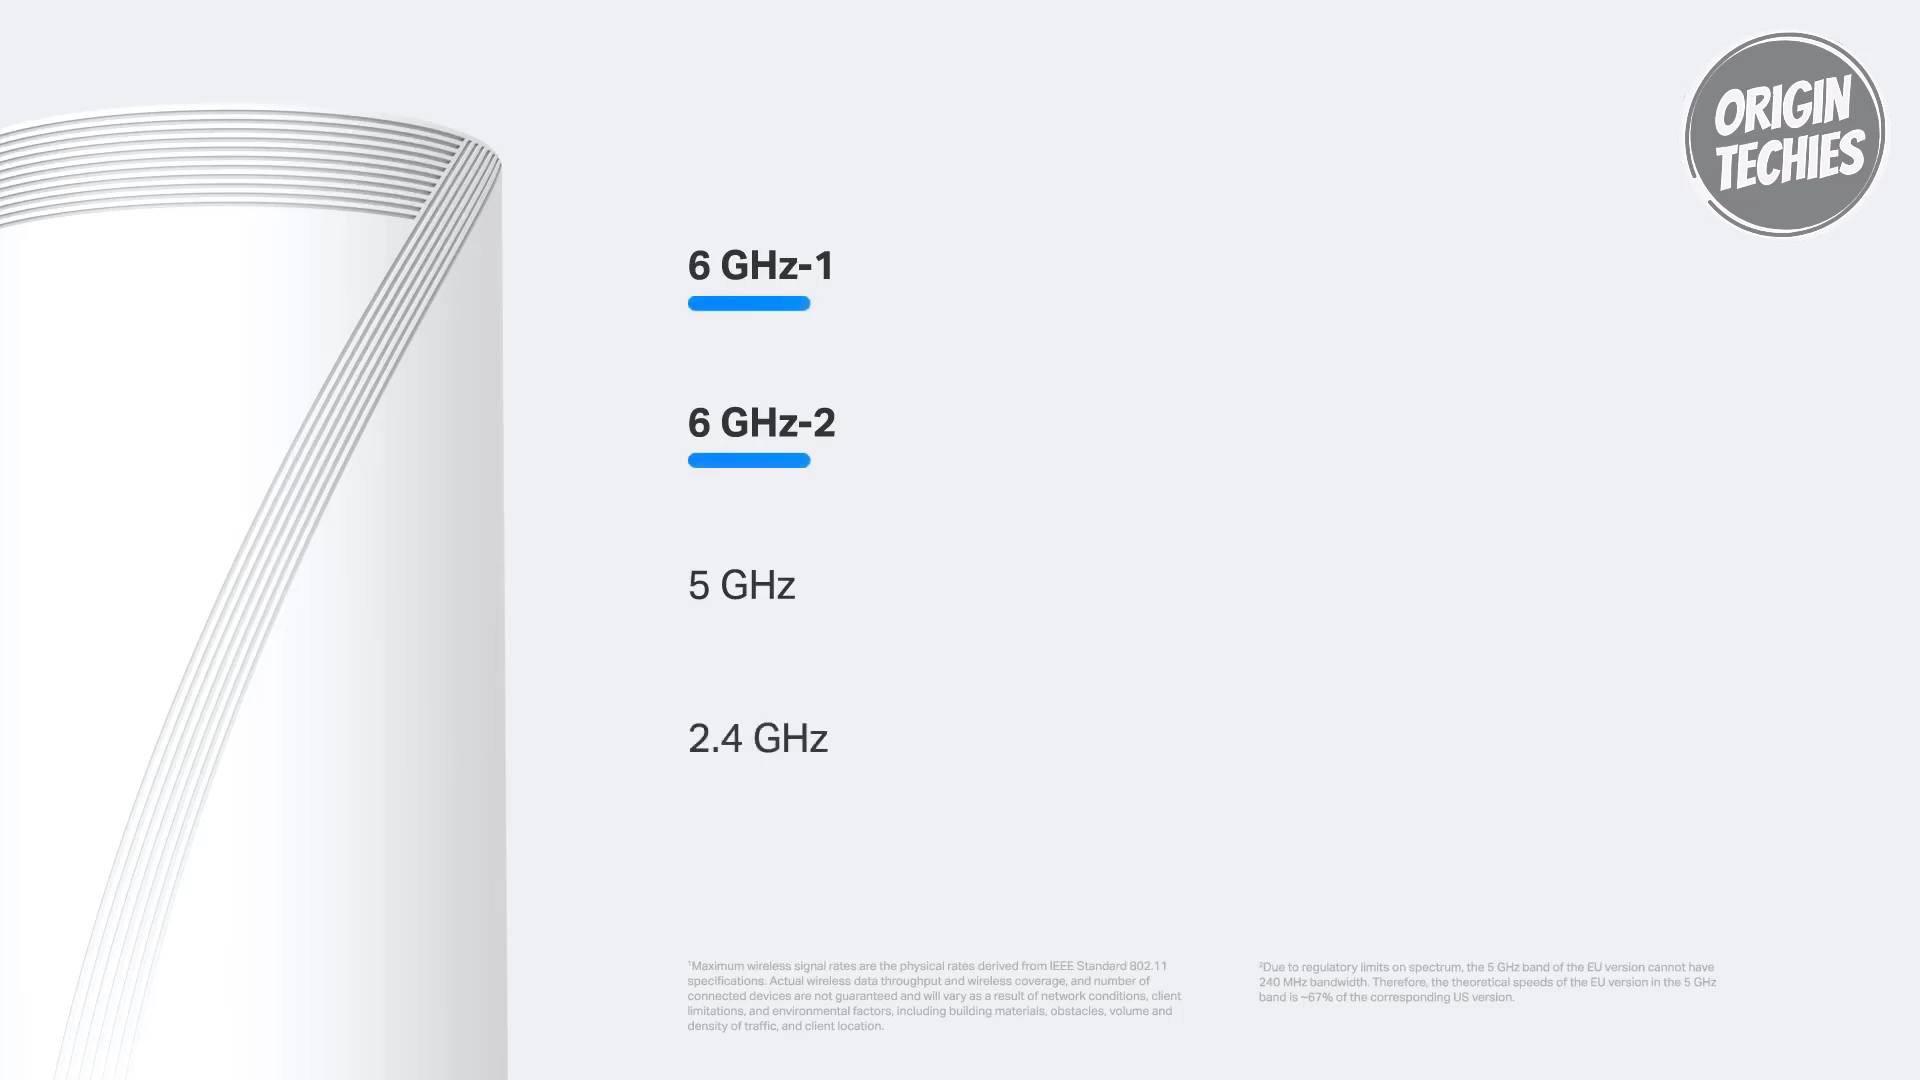 ORIGIN
TECHIES
6 GHz-1
6 GHz-2
5 GHz
2.4 GHz
¹Maximum wireless signal rates are the physical rates derived from IEEE Standard 802.11
specifications. Actual wireless data throughput and wireless coverage, and number of
connected devices are not guaranteed and will vary as a result of network conditions, client
limitations, and environmental factors, including building materials, obstacles, volume and
density of traffic, and client location.
²Due to regulatory limits on spectrum, the 5 GHz band of the EU version cannot have
240 MHz bandwidth. Therefore, the theoretical speeds of the EU version in the 5 GHz
band is ~67% of the corresponding US version.